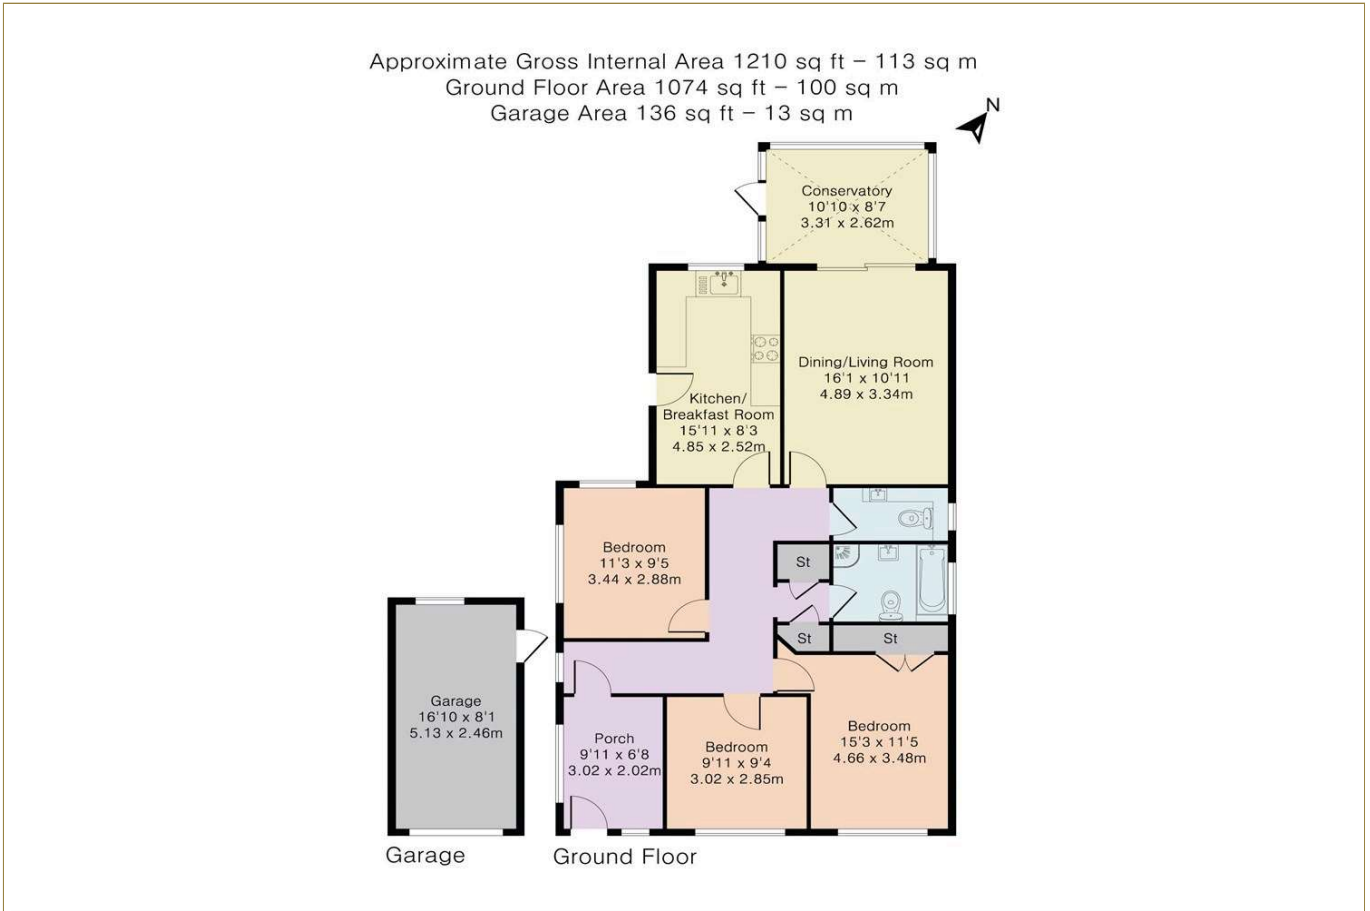 Approximate Gross Internal Area 1210 sq ft – 113 sq m
Ground Floor Area 1074 sq ft – 100 sq m
Garage Area 136 sq ft – 13 sq m
N
Conservatory
10'10 x 8'7
3.31 x 2.62m
Dining/Living Room
16'1 x 10'11
4.89 x 3.34m
Kitchen/
Breakfast Room
15'11 x 8'3
4.85 x 2.52m
Bedroom
11'3 x 9'5
3.44 x 2.88m
St
St
St
Garage
16'10 x 8'1
5.13 x 2.46m
Porch
9'11 x 6'8
3.02 x 2.02m
Bedroom
9'11 x 9'4
3.02 x 2.85m
Bedroom
15'3 x 11'5
4.66 x 3.48m
Garage
Ground Floor